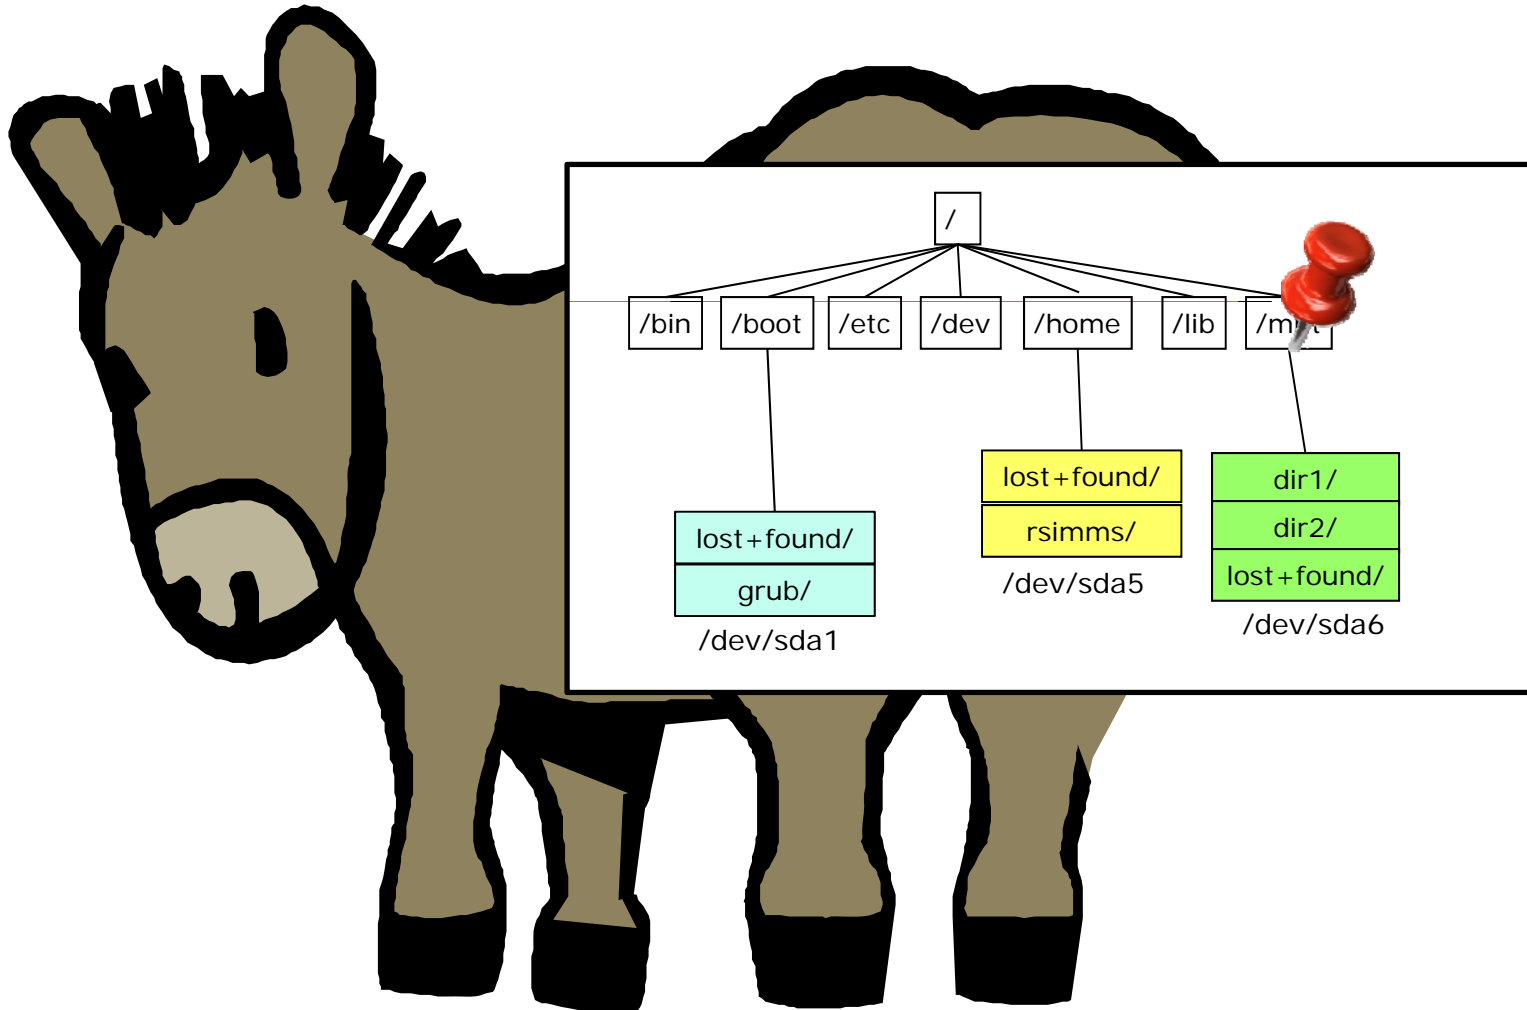 /
/bin /boot /etc /dev /home /lib
lost+found/
rsimms/
/dev/sda5
dir1/
dir2/
lost+found/
/dev/sda6
lost+found/
grub/
/dev/sda1